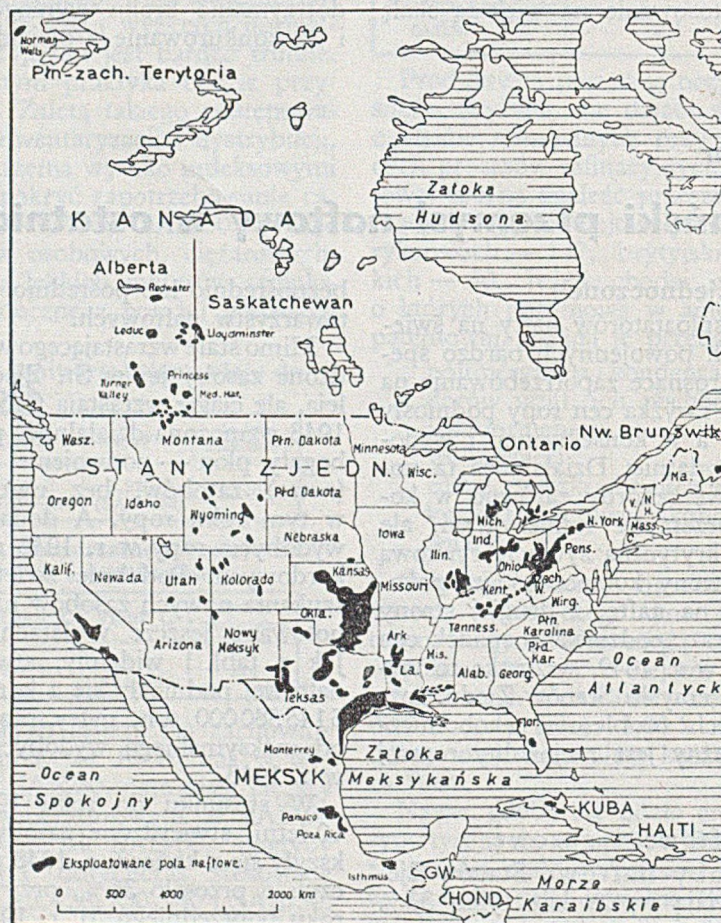 Norman
Wells
Płn-zach. Terytoria
KANADA
Zatoka
Hudsona
Alberta
Redwater
Saskatchewan
Leduc
Lloydminster
Princess
Turner
Valley
Med. Hat.
Ontario
Nw. Brunświk
Wasz.
Montana
Płn. Dakota
Minnesota
STANY ZJEDN.
Ma.
Oregon
Idaho
Wyoming
Płd. Dakota
Wisc.
Mich.
N. York
V.
N.
H.
Mass.
Nebraska
Iowa
Ilin.
Ind.
Ohio
Pens.
Kalif.
Newada
Utah
Kolorado
Kansas
Missouri
Kent.
Zach.
W.
Wirg.
Arizona
Nowy
Meksyk
Okla.
Ark.
Tenness.
Płn.
Karolina
Płd.
Kar.
Teksas
La.
Mis.
Alab.
Georg.
Ocean
Atlantyck
Flor.
Monterrey
MEKSYK
Zatoka
Meksykańska
Ocean
Spokojny
Panuco
Poza Rica
KUBA
HAITI
Isthmus
Eksploatowane pola naftowe.
GW.
HOND.
Morze
Karaibskie
0 500 1000 2000 km